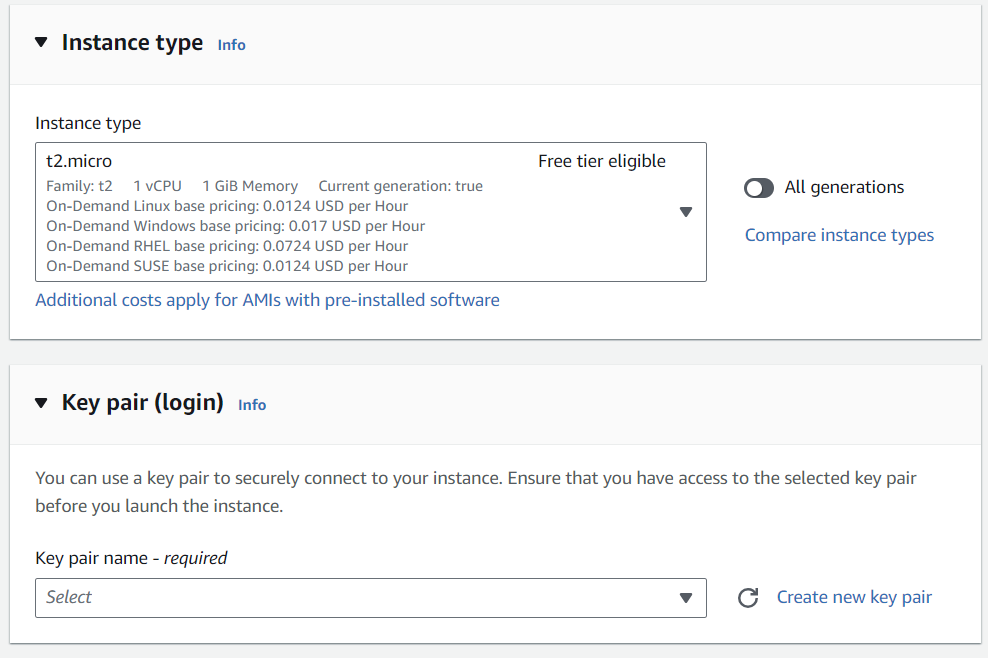 Instance type Info
Instance type
t2.micro Free tier eligible
Family: t2 1 vCPU 1 GiB Memory Current generation: true
On-Demand Linux base pricing: 0.0124 USD per Hour
On-Demand Windows base pricing: 0.017 USD per Hour
On-Demand RHEL base pricing: 0.0724 USD per Hour
On-Demand SUSE base pricing: 0.0124 USD per Hour
All generations
Compare instance types
Additional costs apply for AMIs with pre-installed software
Key pair (login) Info
You can use a key pair to securely connect to your instance. Ensure that you have access to the selected key pair
before you launch the instance.
Key pair name - required
Select
Create new key pair